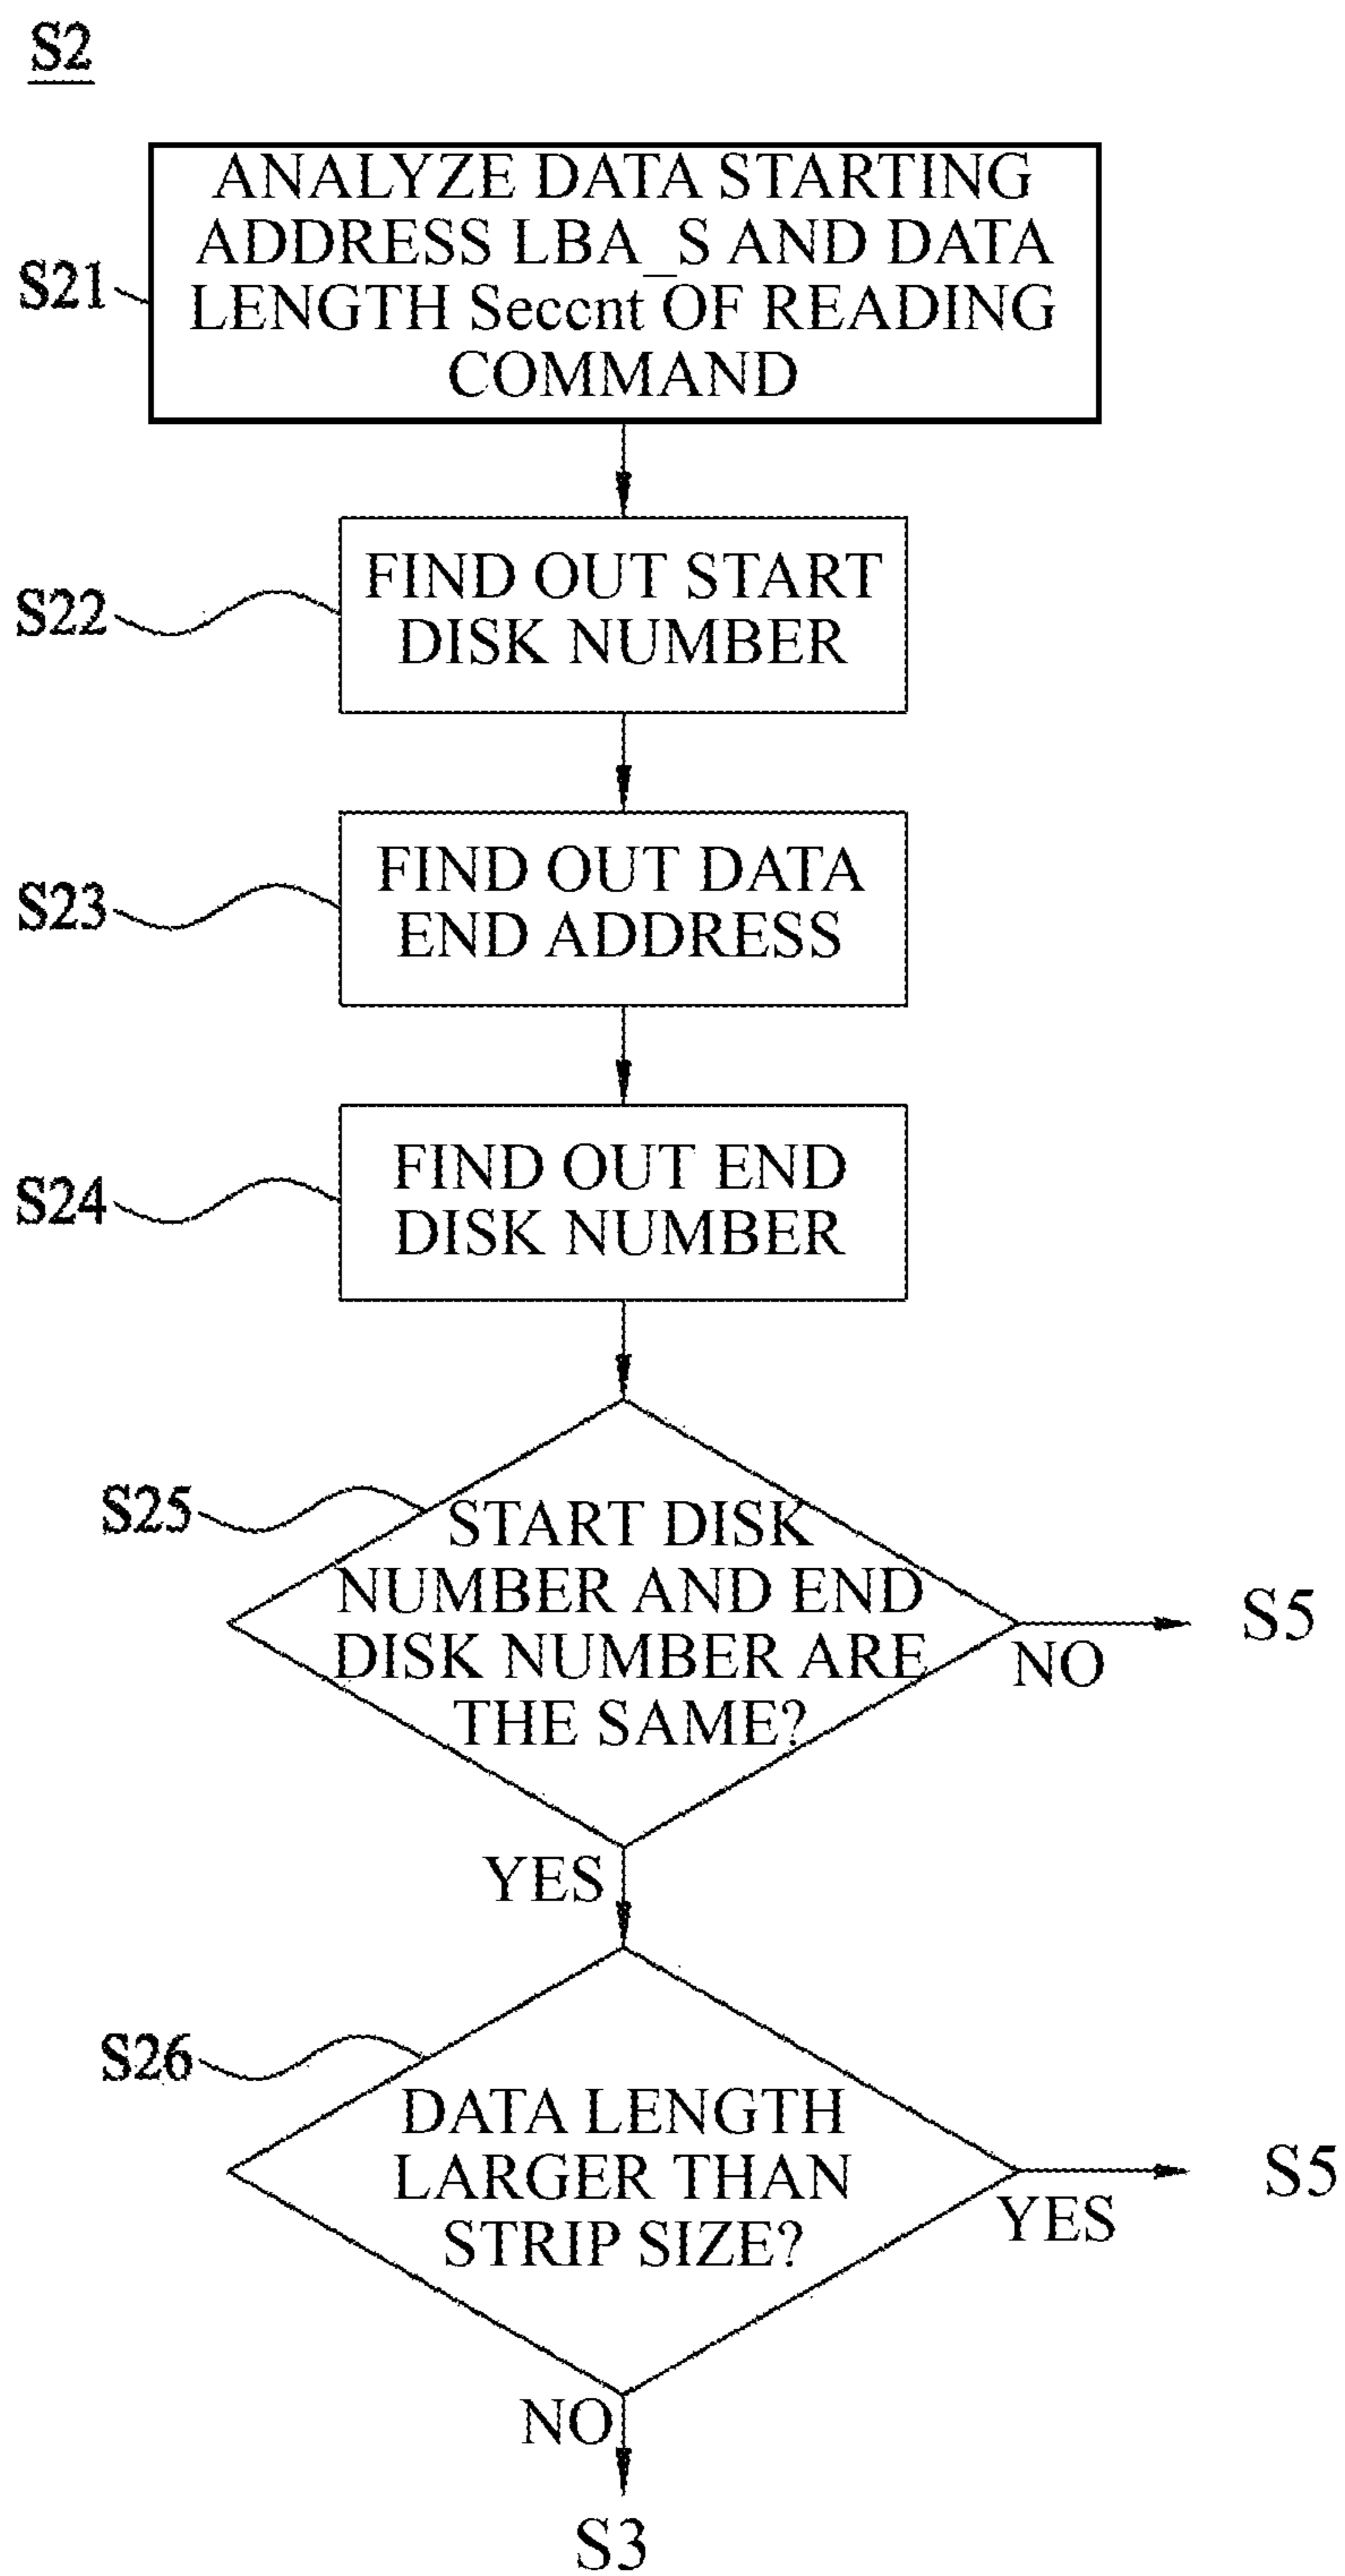 S2
ANALYZE DATA STARTING
ADDRESS LBA_S AND DATA
LENGTH Seccnt OF READING
COMMAND
S21
FIND OUT START
DISK NUMBER
S22
FIND OUT DATA
END ADDRESS
S23
FIND OUT END
DISK NUMBER
S24
S25
START DISK
NUMBER AND END
DISK NUMBER ARE
THE SAME?
S5
NO
YES
S26
DATA LENGTH
LARGER THAN
STRIP SIZE?
S5
YES
NO
S3